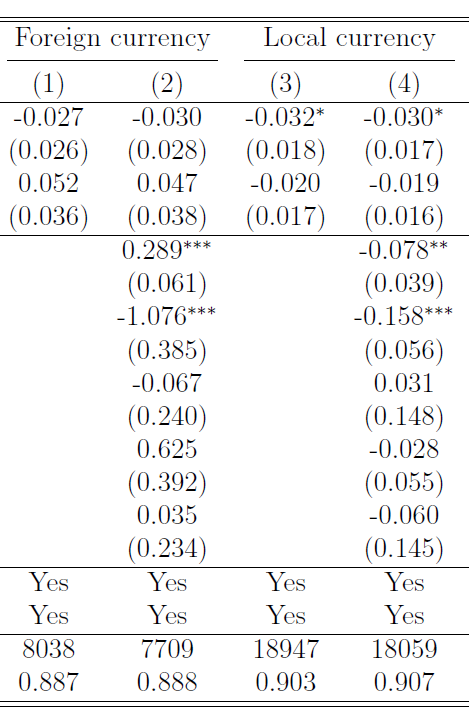 Foreign currency Local currency
(1) (2) (3) (4)
-0.027 -0.030 -0.032* -0.030*
(0.026) (0.028) (0.018) (0.017)
0.052 0.047 -0.020 -0.019
(0.036) (0.038) (0.017) (0.016)
0.289*** -0.078**
(0.061) (0.039)
-1.076*** -0.158***
(0.385) (0.056)
-0.067 0.031
(0.240) (0.148)
0.625 -0.028
(0.392) (0.055)
0.035 -0.060
(0.234) (0.145)
Yes Yes Yes Yes
Yes Yes Yes Yes
8038 7709 18947 18059
0.887 0.888 0.903 0.907